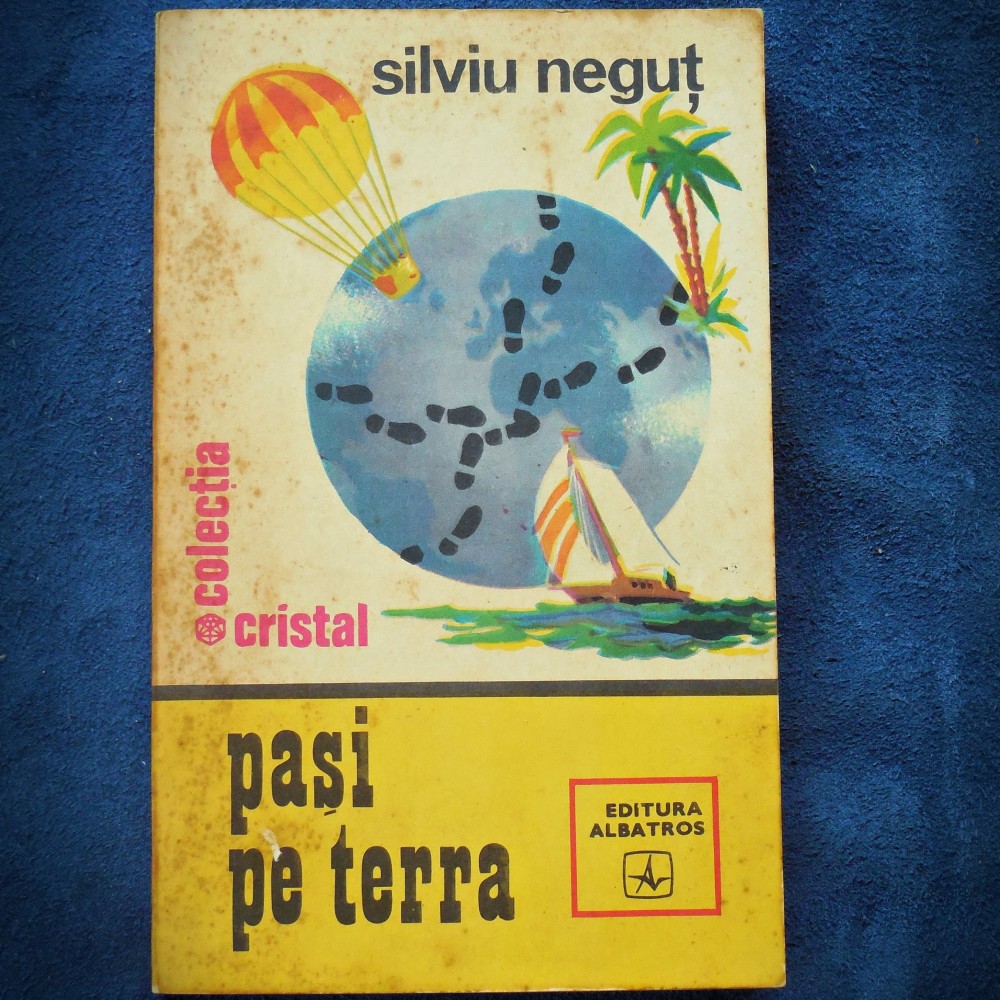 silviu neguț
colecția
cristal
pași
pe terra
EDITURA
ALBATROS